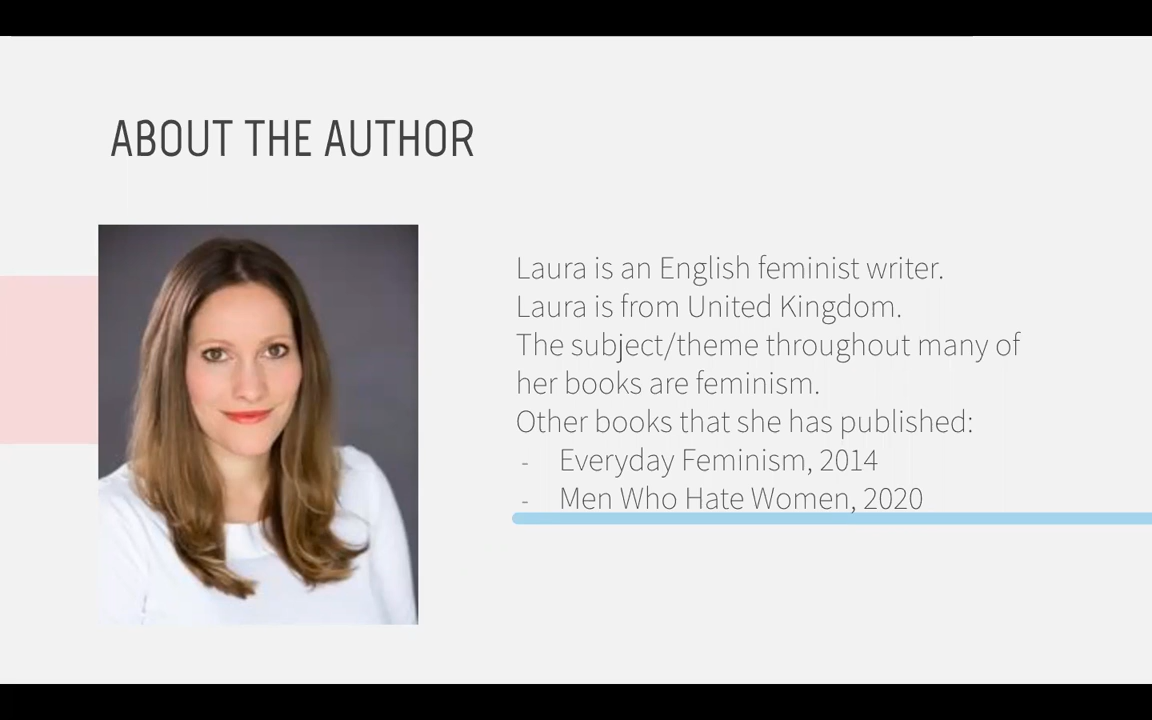 ABOUT THE AUTHOR
Laura is an English feminist writer.
Laura is from United Kingdom.
The subject/theme throughout many of
her books are feminism.
Other books that she has published:
- Everyday Feminism, 2014
- Men Who Hate Women, 2020